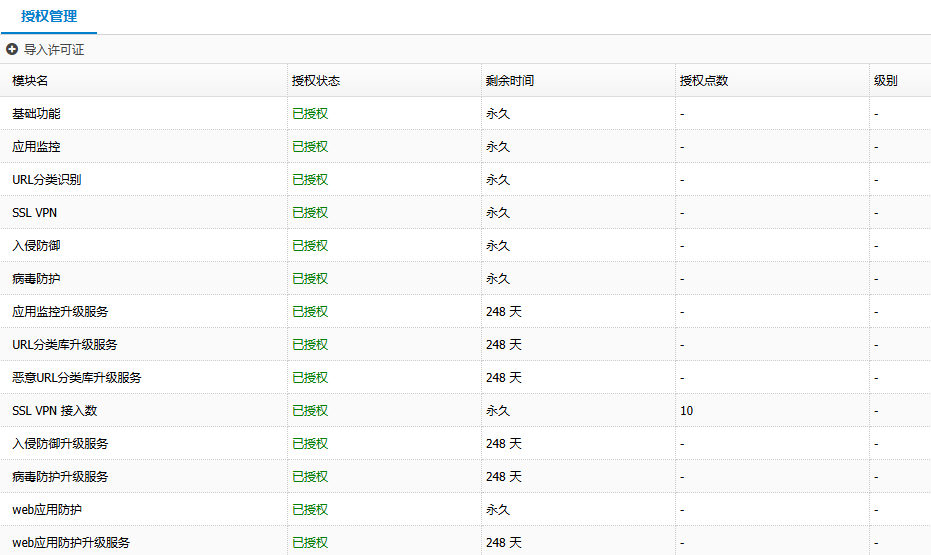 授权管理
导入许可证
模块名 授权状态 剩余时间 授权点数 级别
基础功能 已授权 永久 - -
应用监控 已授权 永久 - -
URL分类识别 已授权 永久 - -
SSL VPN 已授权 永久 - -
入侵防御 已授权 永久 - -
病毒防护 已授权 永久 - -
应用监控升级服务 已授权 248 天 - -
URL分类库升级服务 已授权 248 天 - -
恶意URL分类库升级服务 已授权 248 天 - -
SSL VPN 接入数 已授权 永久 10 -
入侵防御升级服务 已授权 248 天 - -
病毒防护升级服务 已授权 248 天 - -
web应用防护 已授权 永久 - -
web应用防护升级服务 已授权 248 天 - -